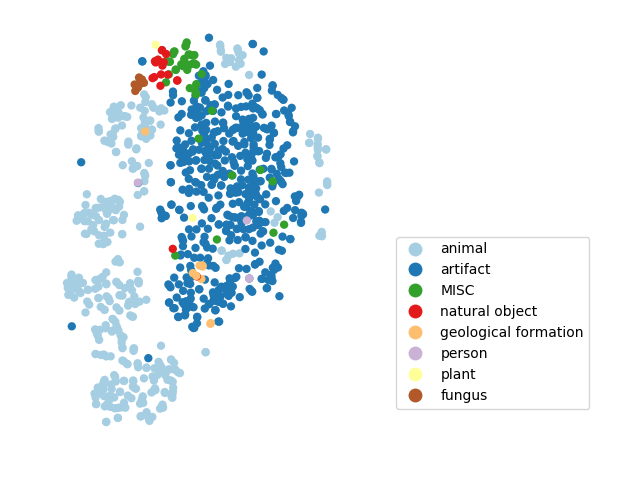 animal
artifact
MISC
natural object
geological formation
person
plant
fungus